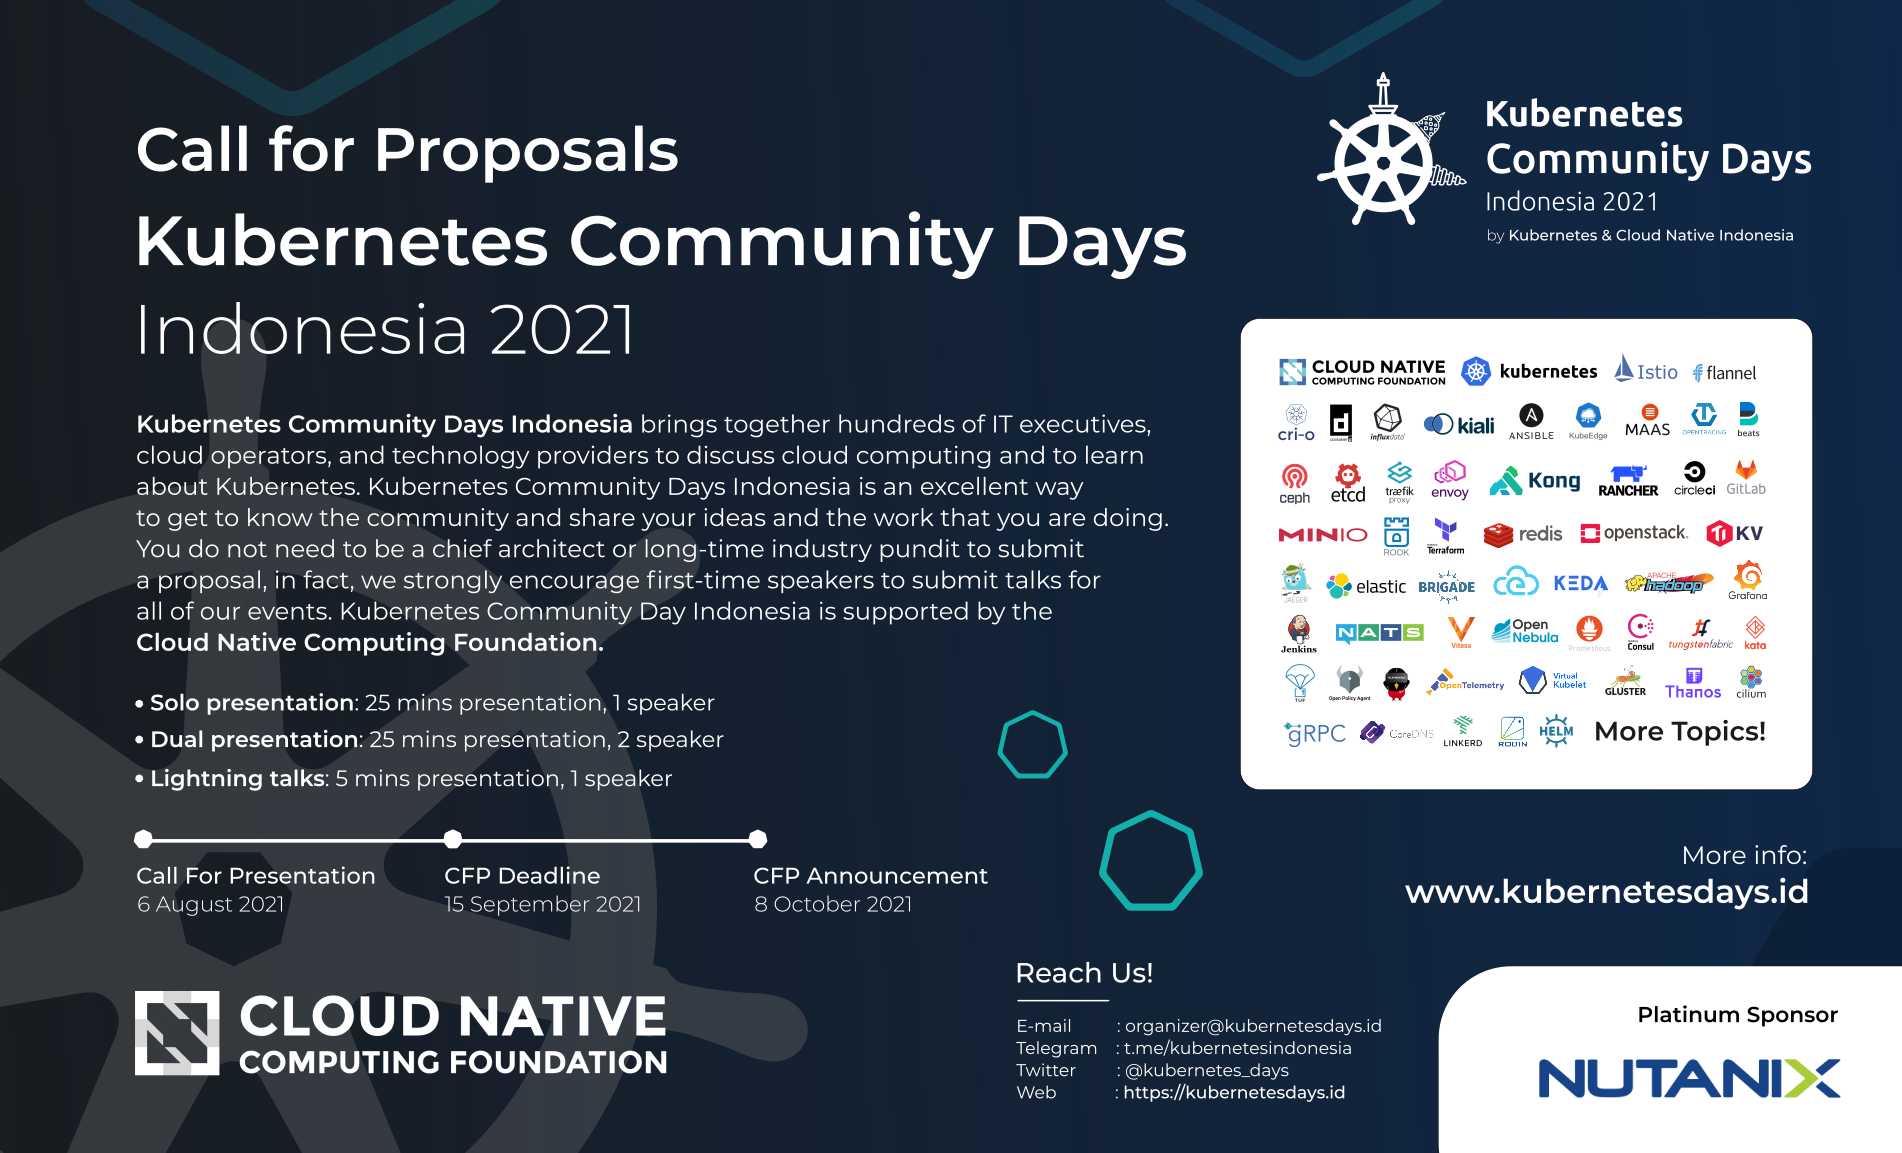 Call for Proposals
Kubernetes Community Days
Indonesia 2021
Kubernetes Community Days Indonesia brings together hundreds of IT executives,
cloud operators, and technology providers to discuss cloud computing and to learn
about Kubernetes. Kubernetes Community Days Indonesia is an excellent way
to get to know the community and share your ideas and the work that you are doing.
You do not need to be a chief architect or long-time industry pundit to submit
a proposal, in fact, we strongly encourage first-time speakers to submit talks for
all of our events. Kubernetes Community Day Indonesia is supported by the
Cloud Native Computing Foundation.
• Solo presentation: 25 mins presentation, 1 speaker
• Dual presentation: 25 mins presentation, 2 speaker
• Lightning talks: 5 mins presentation, 1 speaker
Call For Presentation
6 August 2021
CFP Deadline
15 September 2021
CFP Announcement
8 October 2021
CLOUD NATIVE
COMPUTING FOUNDATION
Kubernetes
Community Days
Indonesia 2021
by Kubernetes & Cloud Native Indonesia
CLOUD NATIVE
COMPUTING FOUNDATION
kubernetes
Istio
flannel
cri-o
d
influxdata
kiali
ANSIBLE
KubeEdge
MAAS
OPENTRACING
beats
ceph
etcd
træfik
proxy
envoy
Kong
RANCHER
circleci
GitLab
MINIO
ROOK
Terraform
redis
openstack.
KV
JAEGER
elastic
BRIGADE
KEDA
APACHE
hadoop
Grafana
Jenkins
NATS
Vitess
Open
Nebula
Prometheus
Consul
tungstenfabric
kata
TUF
Open Policy Agent
OpenTelemetry
Virtual
Kubelet
GLUSTER
Thanos
cilium
gRPC
CoreDNS
LINKERD
RODIN
HELM
More Topics!
More info:
www.kubernetesdays.id
Reach Us!
E-mail : organizer@kubernetesdays.id
Telegram : t.me/kubernetesindonesia
Twitter : @kubernetes_days
Web : https://kubernetesdays.id
Platinum Sponsor
NUTANIX